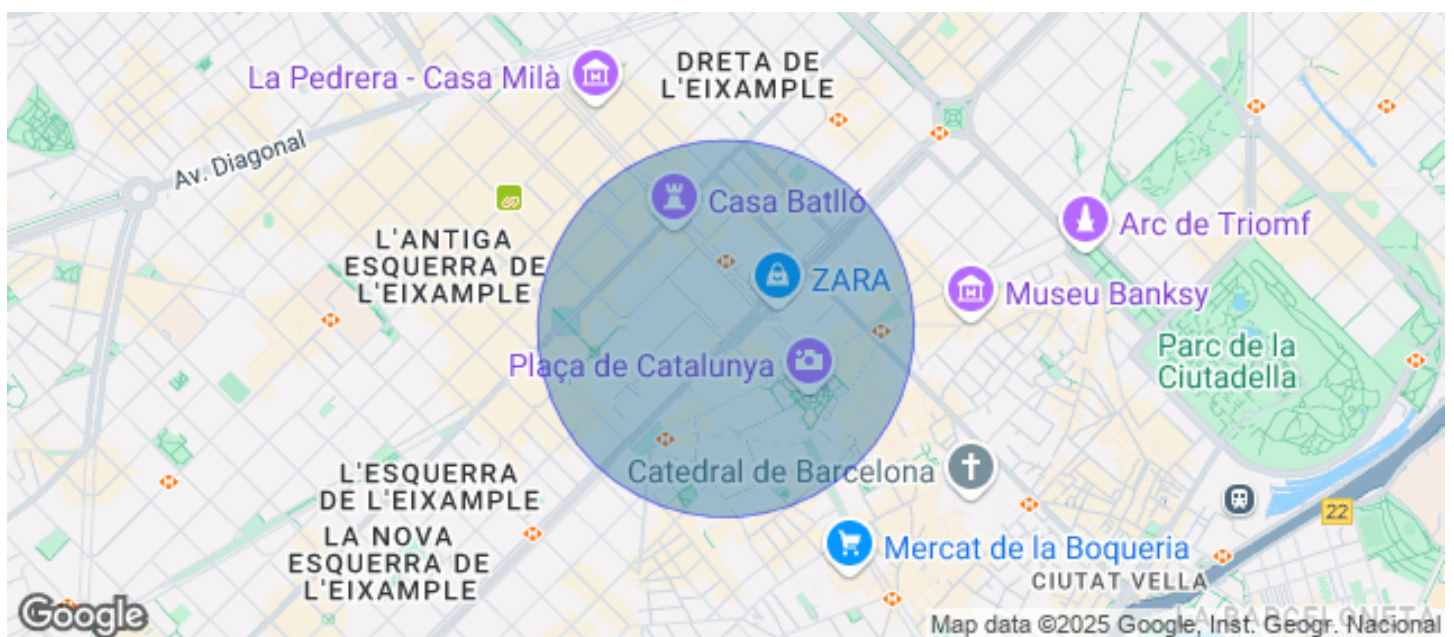 DRETA DE
L'EIXAMPLE
La Pedrera - Casa Milà
Av. Diagonal
Casa Batlló
Arc de Triomf
L'ANTIGA
ESQUERRA DE
L'EIXAMPLE
ZARA
Museu Banksy
Plaça de Catalunya
Parc de la
Ciutadella
Catedral de Barcelona
L'ESQUERRA
DE L'EIXAMPLE
22
LA NOVA
ESQUERRA DE
L'EIXAMPLE
Mercat de la Boqueria
CIUTAT VELLA
LA BARCELONETA
Google
Map data ©2025 Google, Inst. Geogr. Nacional